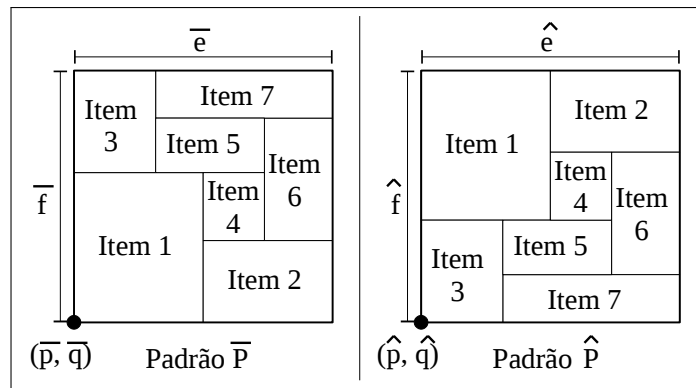 e̅
Item 3
Item 7
Item 5
Item 6
f̅
Item 4
Item 1
Item 2
(p̅, q̅)
Padrão P̅
ê
Item 1
Item 2
Item 4
f̂
Item 6
Item 5
Item 3
Item 7
(p̂, q̂)
Padrão P̂